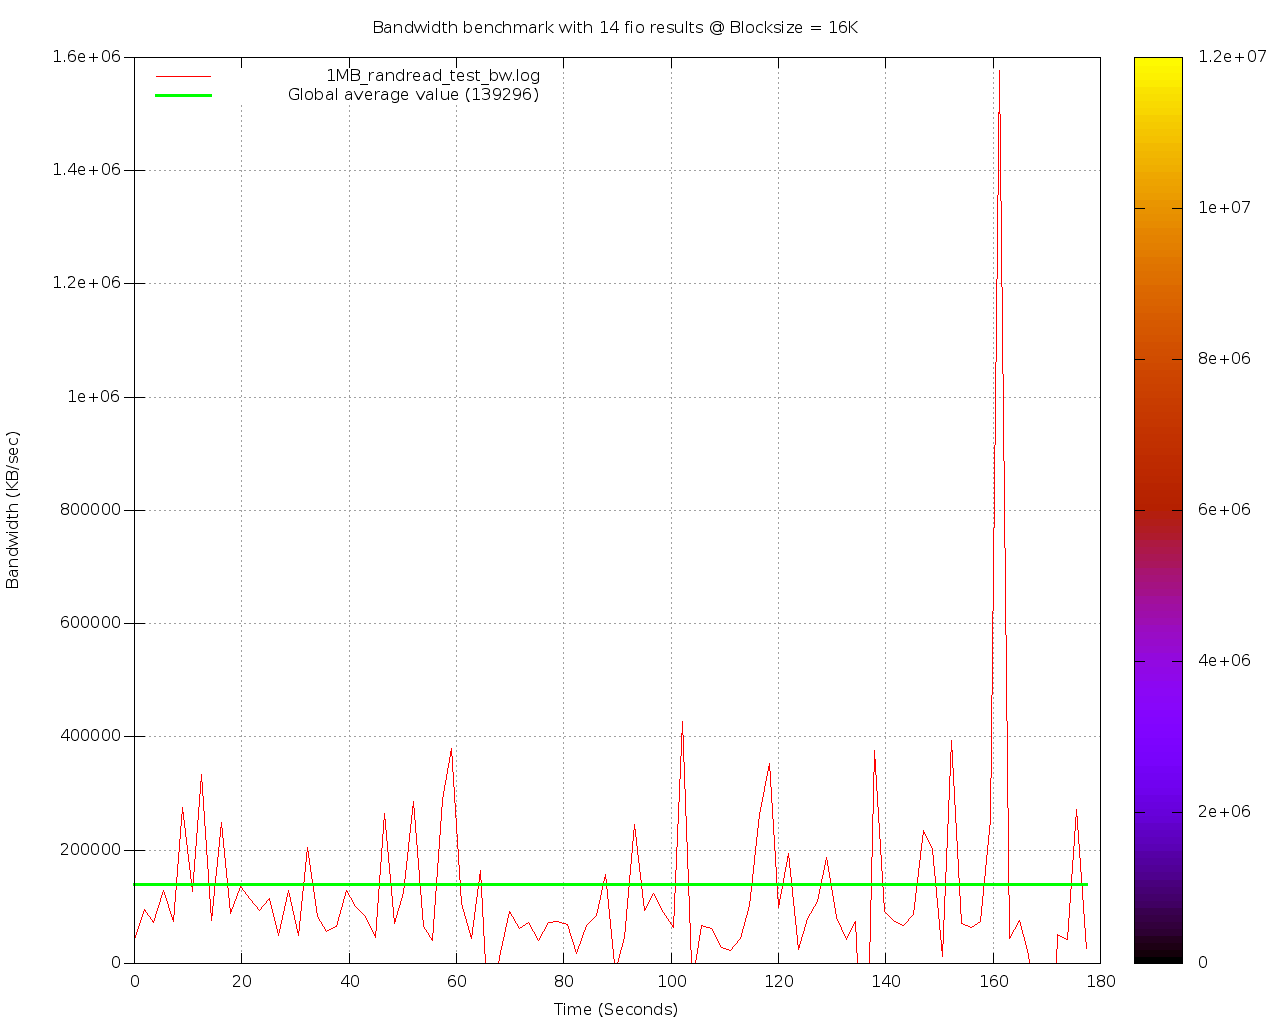 Bandwidth benchmark with 14 fio results @ Blocksize = 16K
1MB_randread_test_bw.log
Global average value (139296)
Bandwidth (KB/sec)
1.6e+06
1.4e+06
1.2e+06
1e+06
800000
600000
400000
200000
0
0 20 40 60 80 100 120 140 160 180
Time (Seconds)
1.2e+07
1e+07
8e+06
6e+06
4e+06
2e+06
0